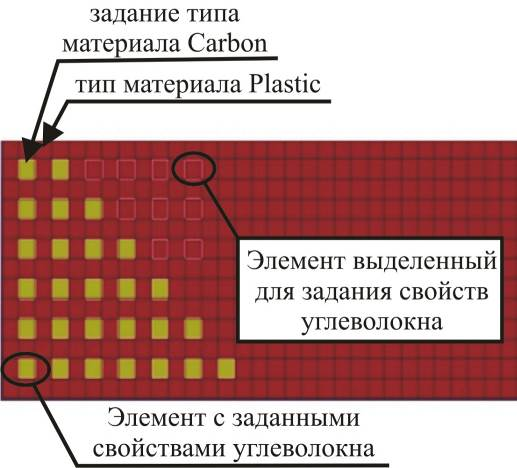 задание типа
материала Carbon
тип материала Plastic
Элемент выделенный
для задания свойств
углеволокна
Элемент с заданными
свойствами углеволокна